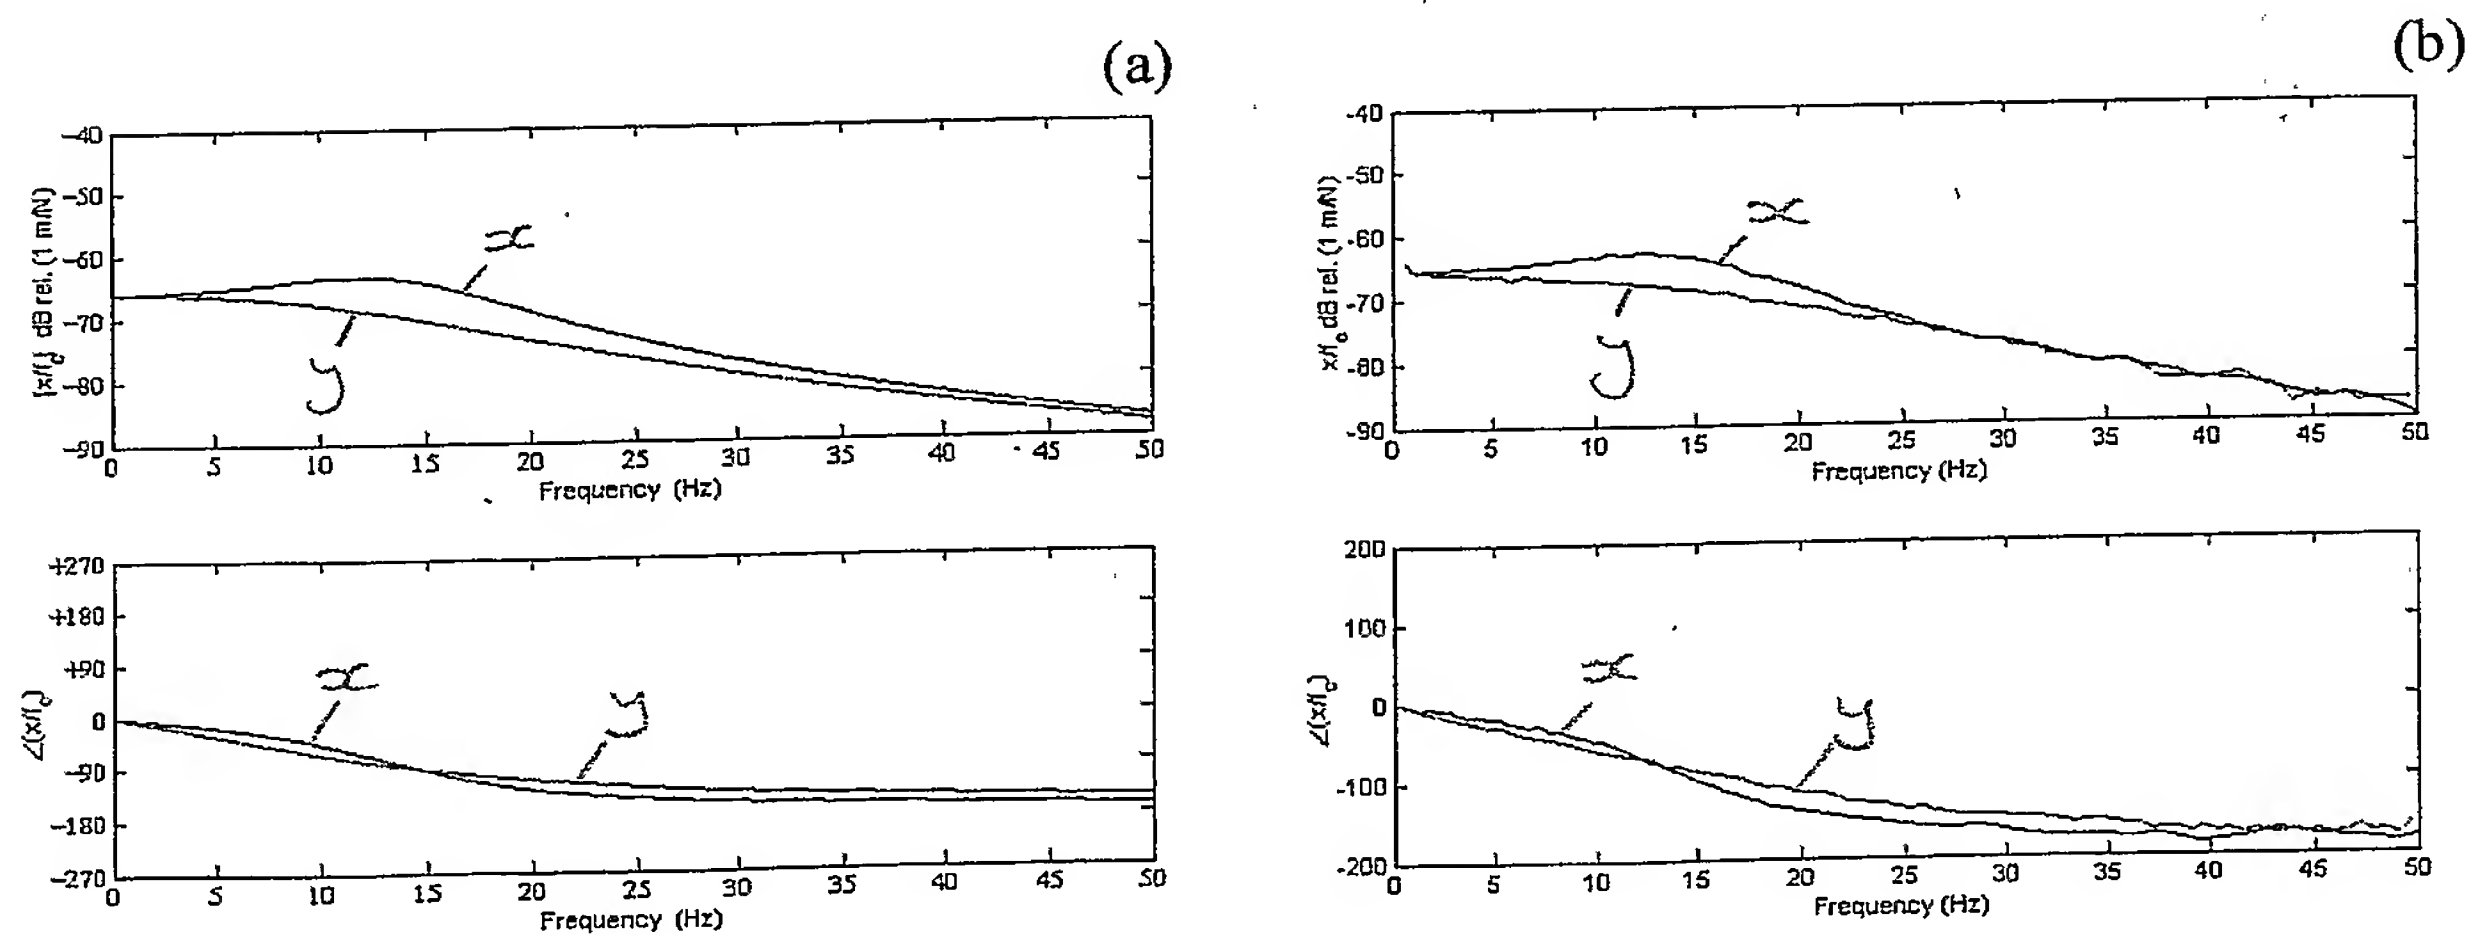 (a)
(b)
|x/f_c| dB rel. (1 m/N)
-40
-50
-60
-70
-80
-90
x
y
0 5 10 15 20 25 30 35 40 45 50
Frequency (Hz)
x/f_c dB rel. (1 m/N)
-40
-50
-60
-70
-80
-90
x
y
0 5 10 15 20 25 30 35 40 45 50
Frequency (Hz)
∠(x/f_c)
+270
+180
+90
0
-90
-180
-270
x
y
0 5 10 15 20 25 30 35 40 45 50
Frequency (Hz)
∠(x/f_c)
200
100
0
-100
-200
x
y
0 5 10 15 20 25 30 35 40 45 50
Frequency (Hz)